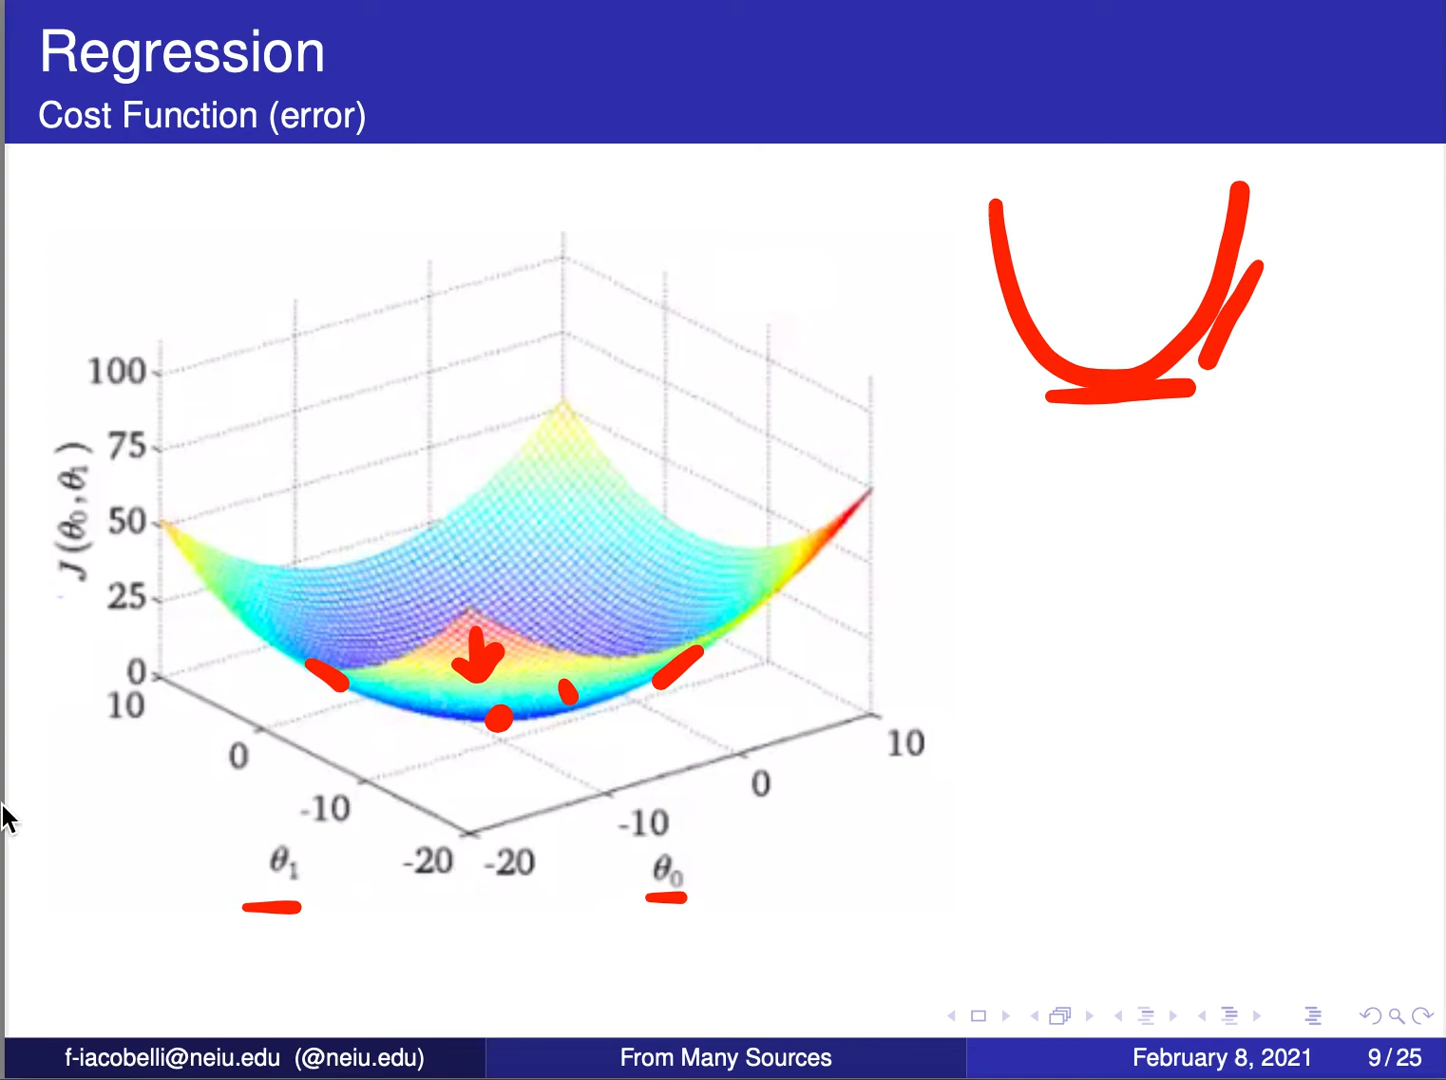 Regression
Cost Function (error)
100
75
50
25
0
J(θ₀,θ₁)
10
0
-10
-20
-20
-10
0
10
θ₁
θ₀
f-iacobelli@neiu.edu (@neiu.edu)
From Many Sources
February 8, 2021
9/25